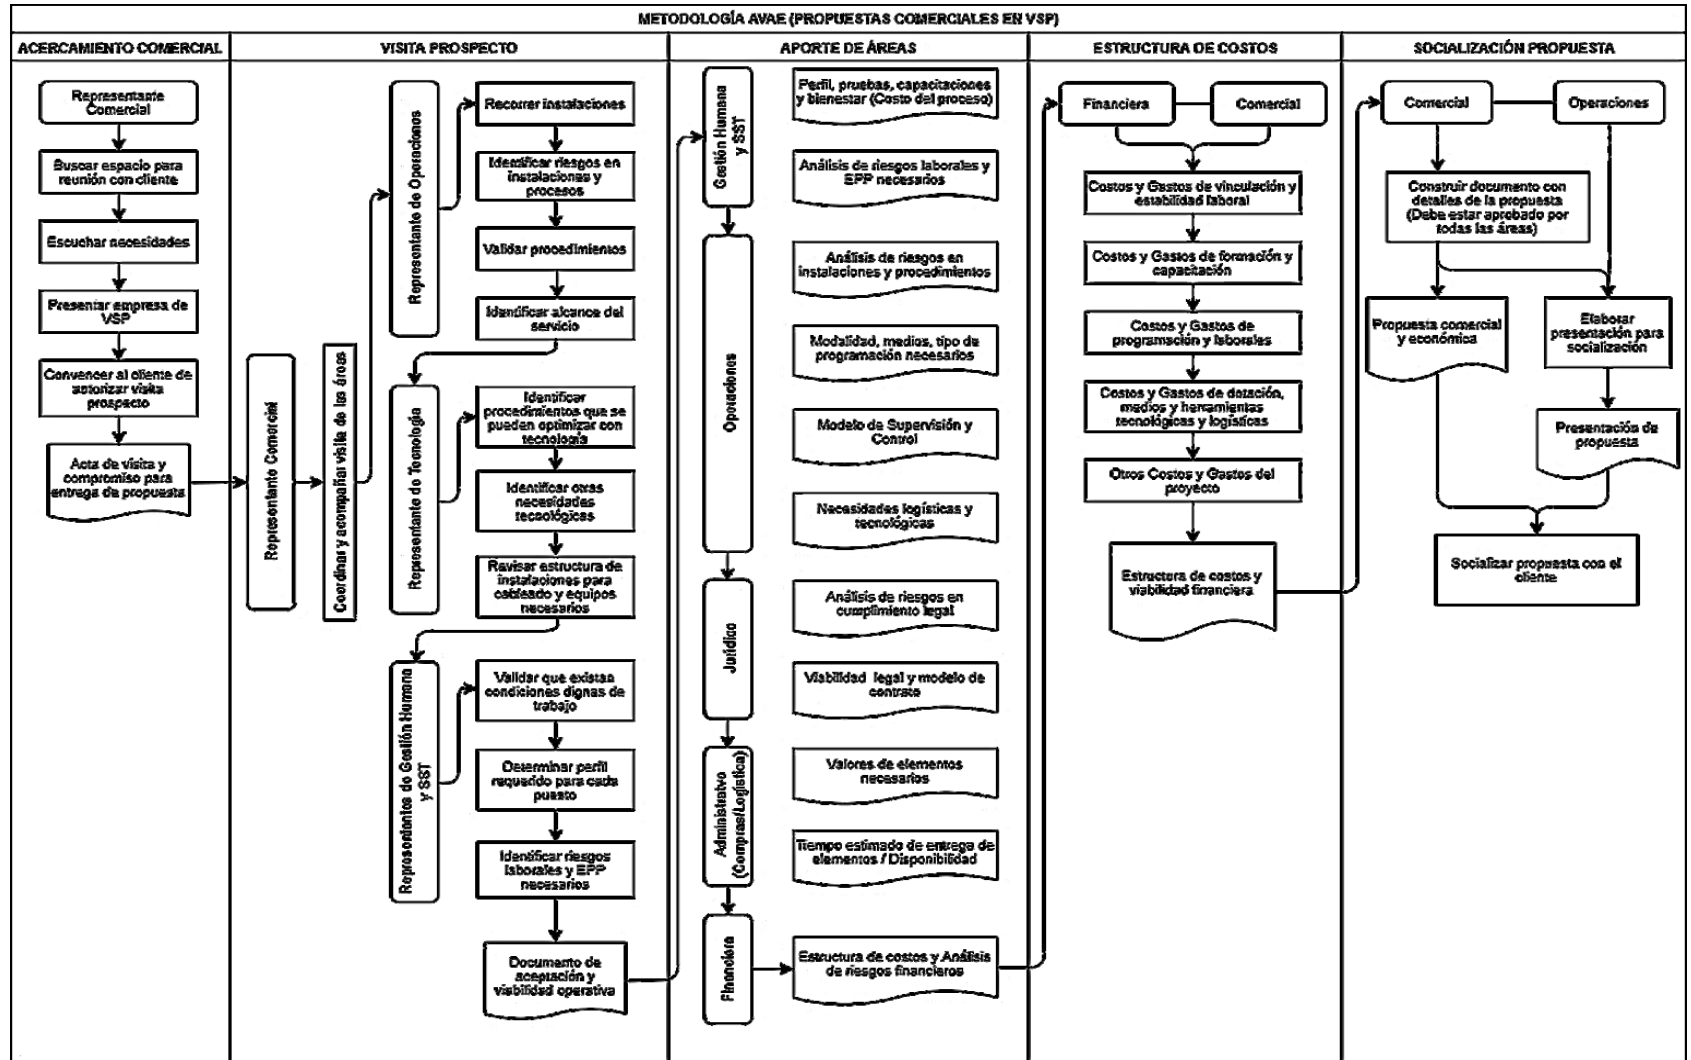 METODOLOGÍA AVAE (PROPUESTAS COMERCIALES EN VSP)
ACERCAMIENTO COMERCIAL
Representante
Comercial
Buscar espacio para
reunión con cliente
Escuchar necesidades
Presentar empresa de
VSP
Convencer al cliente de
autorizar visita
prospecto
Acta de visita y
compromiso para
entrega de propuesta
VISITA PROSPECTO
Representante Comercial
Coordinar y acompañar visita de las áreas
Representante de Operaciones
Recorrer instalaciones
Identificar riesgos en
instalaciones y
procesos
Validar procedimientos
Identificar alcance del
servicio
Representante de Tecnología
Identificar
procedimientos que se
pueden optimizar con
tecnología
Identificar otras
necesidades
tecnológicas
Revisar estructura de
instalaciones para
cableado y equipos
necesarios
Representantes de Gestión Humana
y SST
Validar que existan
condiciones dignas de
trabajo
Determinar perfil
requerido para cada
puesto
Identificar riesgos
laborales y EPP
necesarios
Documento de
aceptación y
viabilidad operativa
APORTE DE ÁREAS
Gestión Humana
y SST
Perfil, pruebas, capacitaciones
y bienestar (Costo del proceso)
Análisis de riesgos laborales y
EPP necesarios
Operaciones
Análisis de riesgos en
instalaciones y procedimientos
Modalidad, medios, tipo de
programación necesarios
Modelo de Supervisión y
Control
Necesidades logísticas y
tecnológicas
Jurídico
Análisis de riesgos en
cumplimiento legal
Viabilidad legal y modelo de
contrato
Administrativo
(Compras/Logística)
Valores de elementos
necesarios
Tiempo estimado de entrega de
elementos / Disponibilidad
Financiera
Estructura de costos y Análisis
de riesgos financieros
ESTRUCTURA DE COSTOS
Financiera
Comercial
Costos y Gastos de vinculación y
estabilidad laboral
Costos y Gastos de formación y
capacitación
Costos y Gastos de
programación y laborales
Costos y Gastos de dotación,
medios y herramientas
tecnológicas y logísticas
Otros Costos y Gastos del
proyecto
Estructura de costos y
viabilidad financiera
SOCIALIZACIÓN PROPUESTA
Comercial
Operaciones
Construir documento con
detalles de la propuesta
(Debe estar aprobado por
todas las áreas)
Propuesta comercial
y económica
Elaborar
presentación para
socialización
Presentación de
propuesta
Socializar propuesta con el
cliente